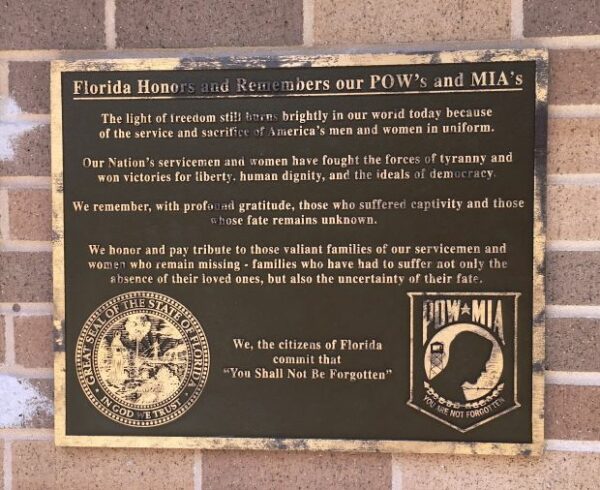 Florida Honors and Remembers our POW's and MIA's
The light of freedom still burns brightly in our world today because
of the service and sacrifice of America's men and women in uniform.
Our Nation's servicemen and women have fought the forces of tyranny and
won victories for liberty, human dignity, and the ideals of democracy.
We remember, with profound gratitude, those who suffered captivity and those
whose fate remains unknown.
We honor and pay tribute to those valiant families of our servicemen and
women who remain missing - families who have had to suffer not only the
absence of their loved ones, but also the uncertainty of their fate.
GREAT SEAL OF THE STATE OF FLORIDA
IN GOD WE TRUST
We, the citizens of Florida
commit that
"You Shall Not Be Forgotten"
POW★MIA
YOU ARE NOT FORGOTTEN